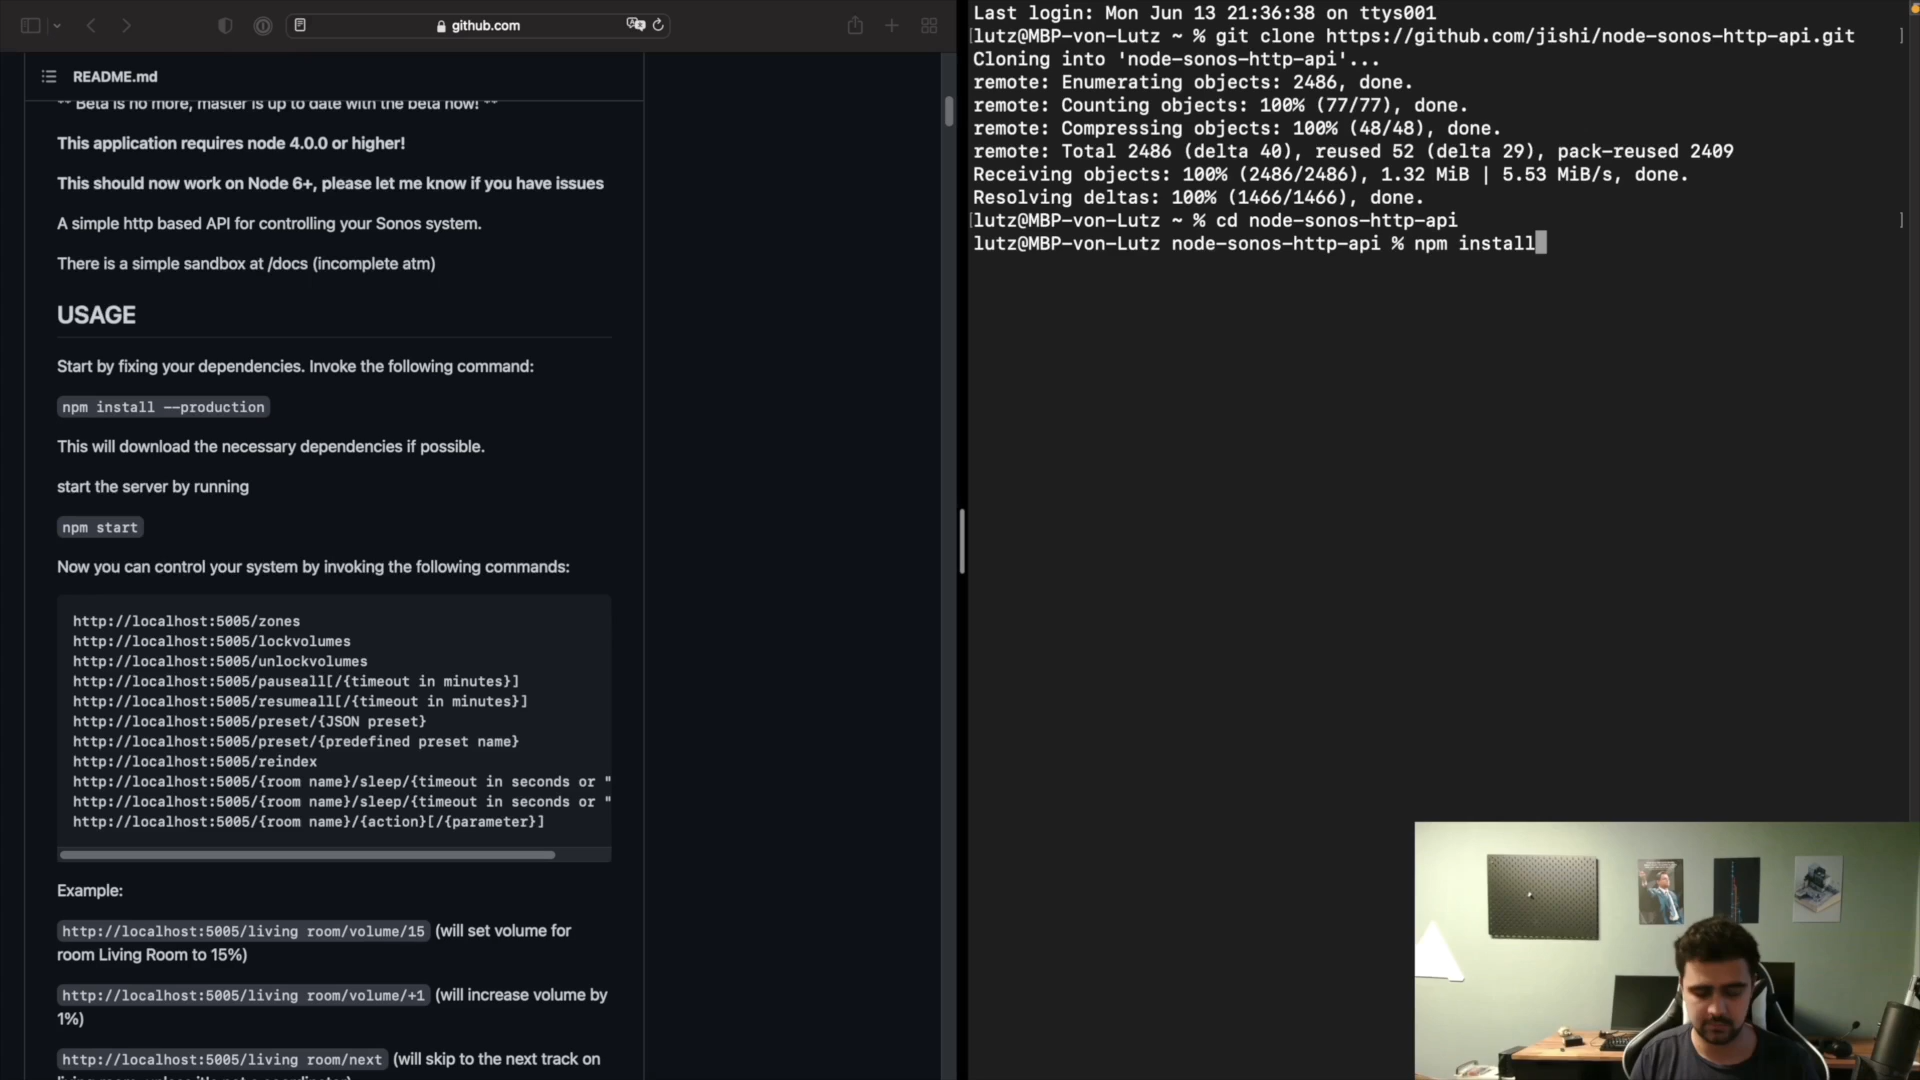 github.com
README.md
** Beta is no more, master is up to date with the beta now! **
This application requires node 4.0.0 or higher!
This should now work on Node 6+, please let me know if you have issues
A simple http based API for controlling your Sonos system.
There is a simple sandbox at /docs (incomplete atm)
USAGE
Start by fixing your dependencies. Invoke the following command:
npm install --production
This will download the necessary dependencies if possible.
start the server by running
npm start
Now you can control your system by invoking the following commands:
http://localhost:5005/zones
http://localhost:5005/lockvolumes
http://localhost:5005/unlockvolumes
http://localhost:5005/pauseall[/{timeout in minutes}]
http://localhost:5005/resumeall[/{timeout in minutes}]
http://localhost:5005/preset/{JSON preset}
http://localhost:5005/preset/{predefined preset name}
http://localhost:5005/reindex
http://localhost:5005/{room name}/sleep/{timeout in seconds or "
http://localhost:5005/{room name}/sleep/{timeout in seconds or "
http://localhost:5005/{room name}/{action}[/{parameter}]
Example:
http://localhost:5005/living room/volume/15 (will set volume for
room Living Room to 15%)
http://localhost:5005/living room/volume/+1 (will increase volume by
1%)
http://localhost:5005/living room/next (will skip to the next track on
Last login: Mon Jun 13 21:36:38 on ttys001
[lutz@MBP-von-Lutz ~ % git clone https://github.com/jishi/node-sonos-http-api.git ]
Cloning into 'node-sonos-http-api'...
remote: Enumerating objects: 2486, done.
remote: Counting objects: 100% (77/77), done.
remote: Compressing objects: 100% (48/48), done.
remote: Total 2486 (delta 40), reused 52 (delta 29), pack-reused 2409
Receiving objects: 100% (2486/2486), 1.32 MiB | 5.53 MiB/s, done.
Resolving deltas: 100% (1466/1466), done.
[lutz@MBP-von-Lutz ~ % cd node-sonos-http-api ]
lutz@MBP-von-Lutz node-sonos-http-api % npm install